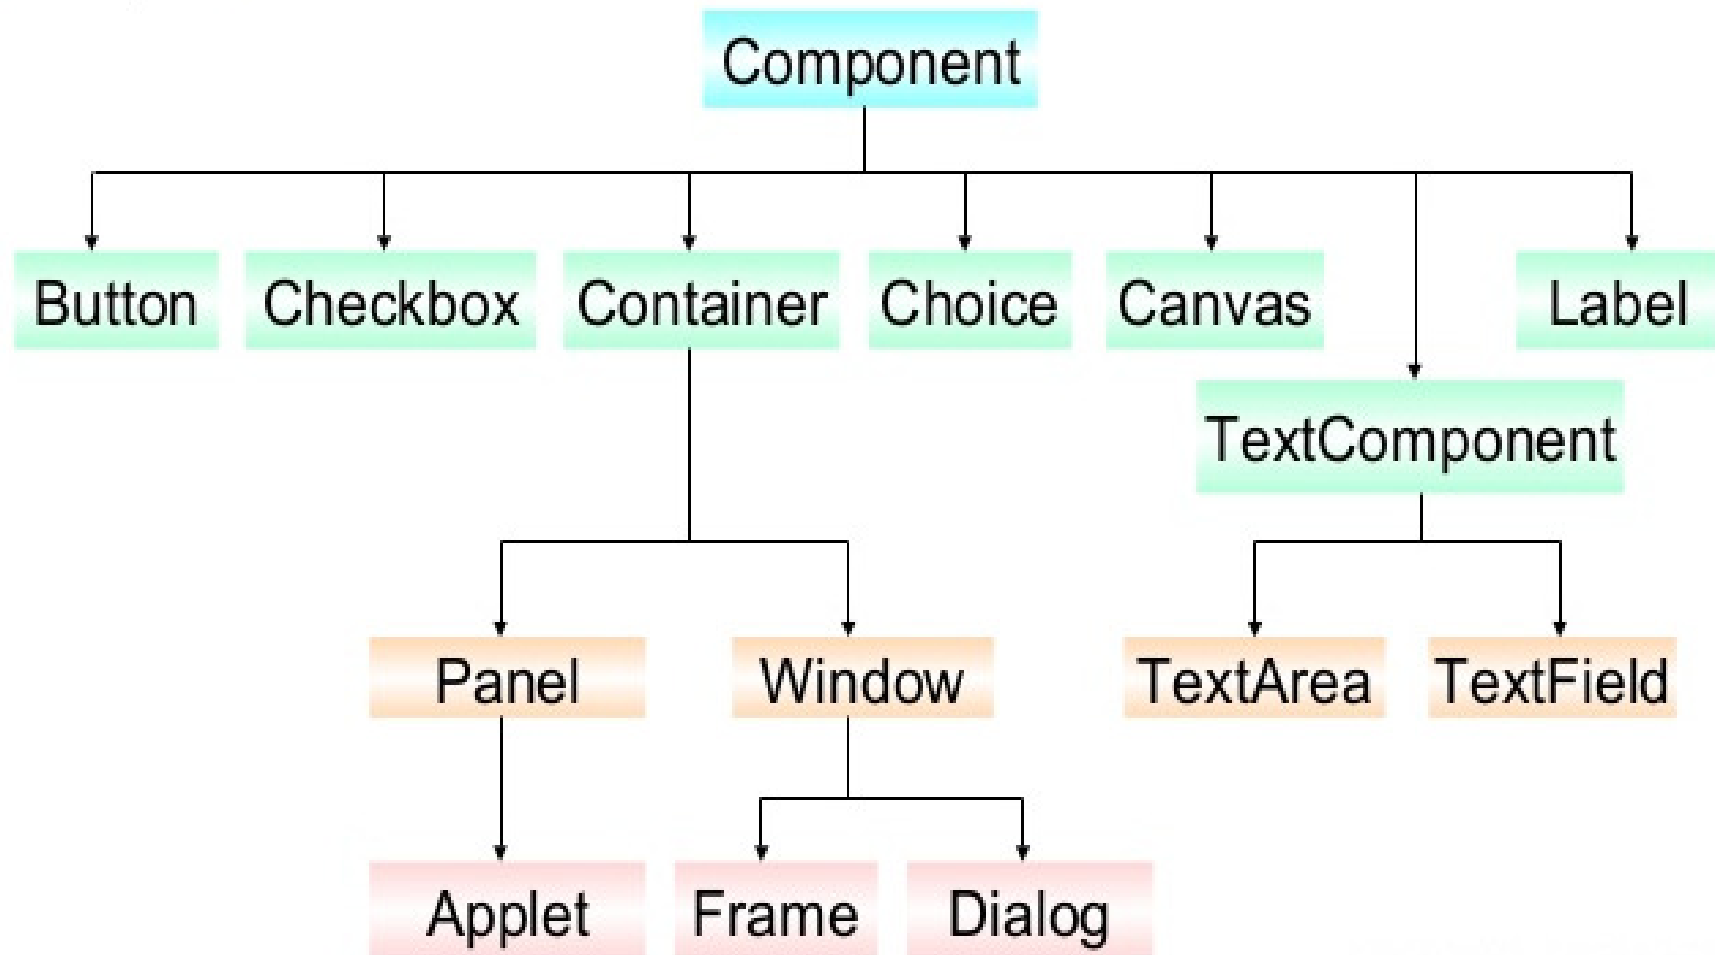 Component
Button
Checkbox
Container
Choice
Canvas
Label
TextComponent
Panel
Window
TextArea
TextField
Applet
Frame
Dialog